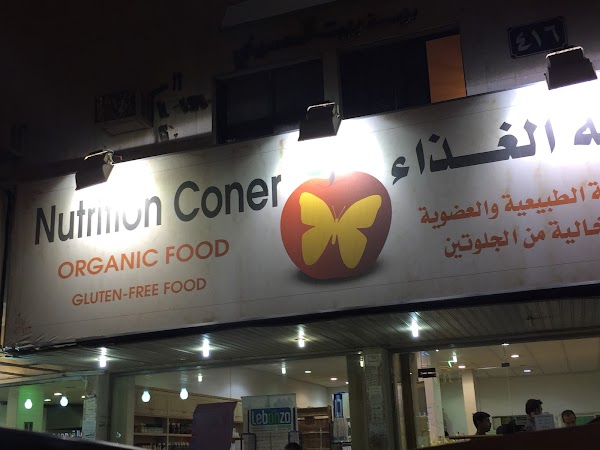 ٤١٦
Nutrition Coner
ه الغذاء
ORGANIC FOOD
ة الطبيعية والعضوية
GLUTEN-FREE FOOD
خالية من الجلوتين